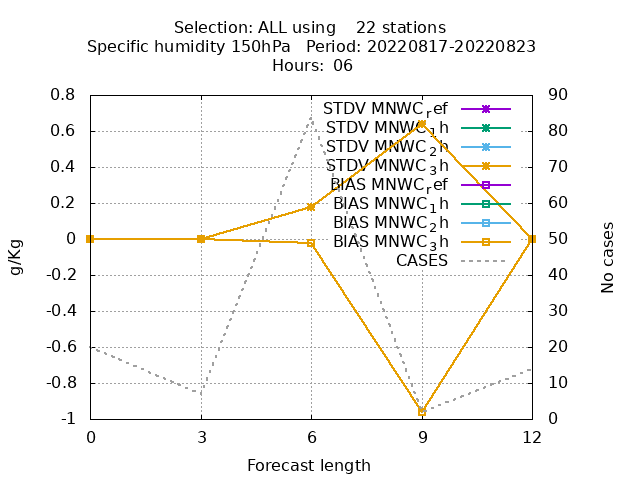 Selection: ALL using    22 stations
Specific humidity 150hPa   Period: 20220817-20220823
Hours:  06
0.8
0.6
0.4
0.2
0
-0.2
-0.4
-0.6
-0.8
-1
g/Kg
STDV MNWC_ref
STDV MNWC_1h
STDV MNWC_2h
STDV MNWC_3h
BIAS MNWC_ref
BIAS MNWC_1h
BIAS MNWC_2h
BIAS MNWC_3h
CASES
90
80
70
60
50
40
30
20
10
0
No cases
0 3 6 9 12
Forecast length